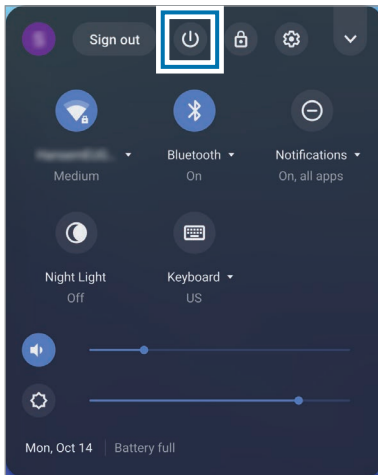 Sign out
Bluetooth
Notifications
Medium
On
On, all apps
Night Light
Keyboard
Off
US
Mon, Oct 14 | Battery full